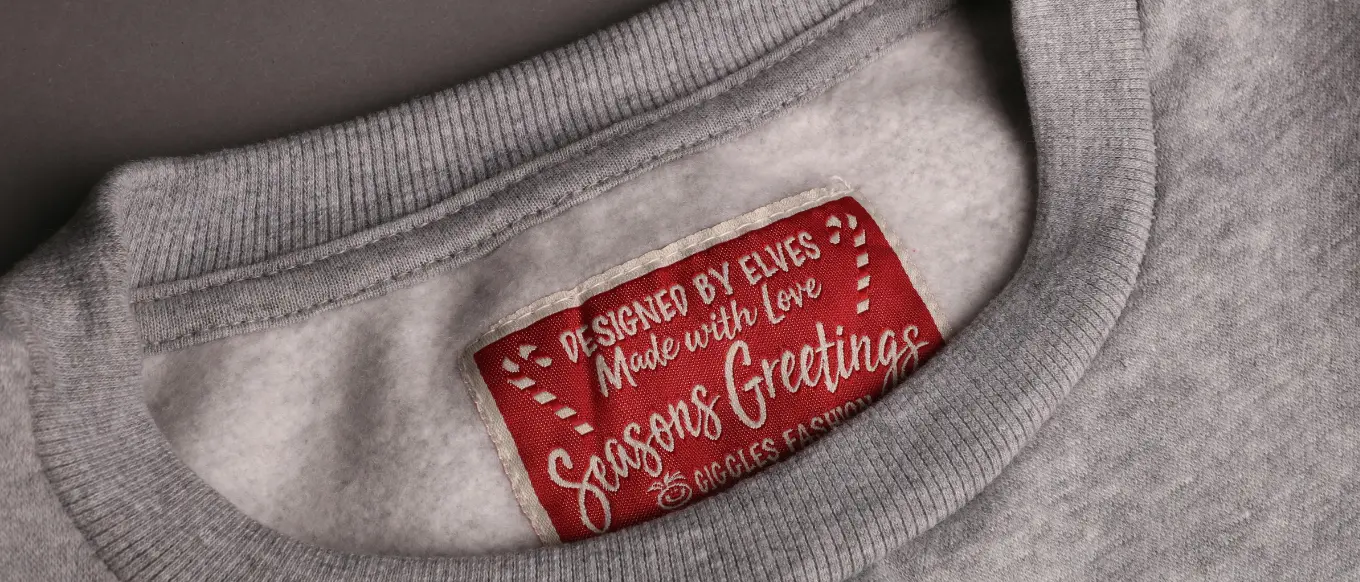 DESIGNED BY ELVES
Made with Love
Seasons Greetings
GIGGLES FASHION